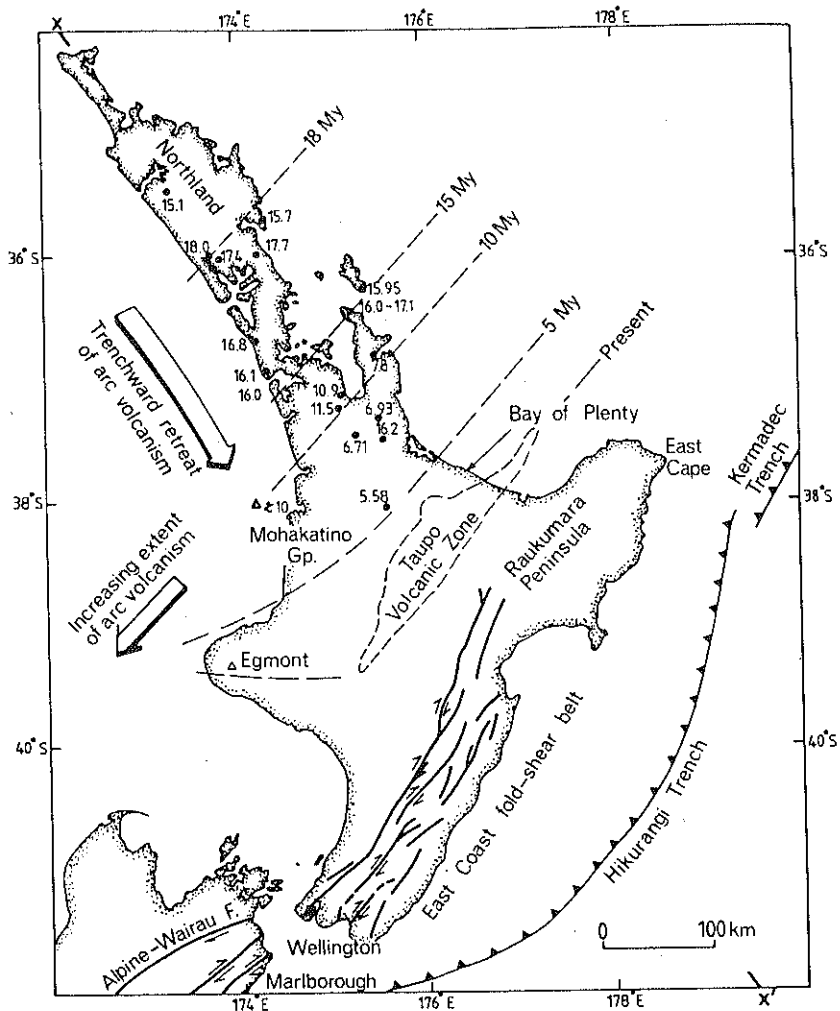 174°E
176°E
178°E
X
Northland
18 My
15 My
10 My
5 My
Present
15.1
15.7
18.0
17.4
17.7
36°S
36°S
15.95
16.0-17.1
16.8
7.8
16.1
16.0
10.9
11.5
6.93
16.2
6.71
Trenchward retreat
of arc volcanism
Bay of Plenty
East
Cape
Kermadec
Trench
38°S
38°S
±10
5.58
Mohakatino
Gp.
Taupo
Volcanic Zone
Raukumara
Peninsula
Increasing extent
of arc volcanism
Egmont
40°S
40°S
East Coast fold-shear belt
Hikurangi Trench
Alpine-Wairau F.
Wellington
Marlborough
0 100km
174°E
176°E
178°E
X'